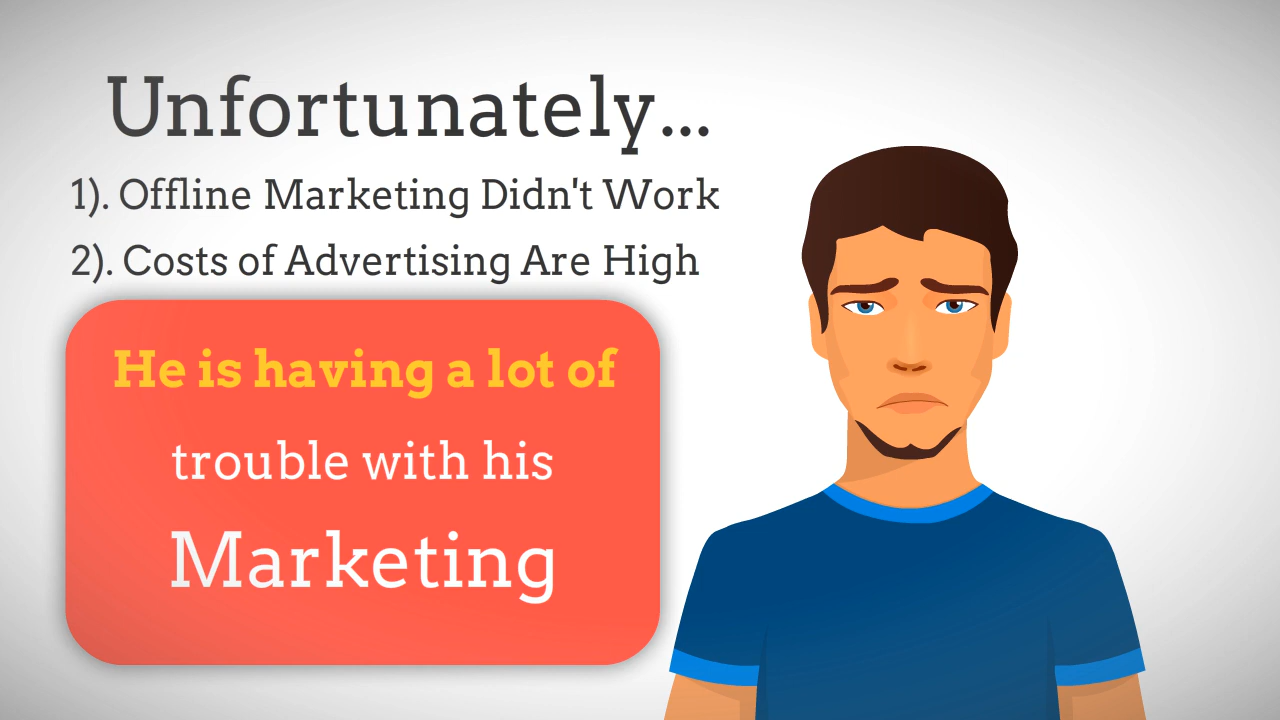 Unfortunately...
1). Offline Marketing Didn't Work
2). Costs of Advertising Are High
He is having a lot of
trouble with his
Marketing